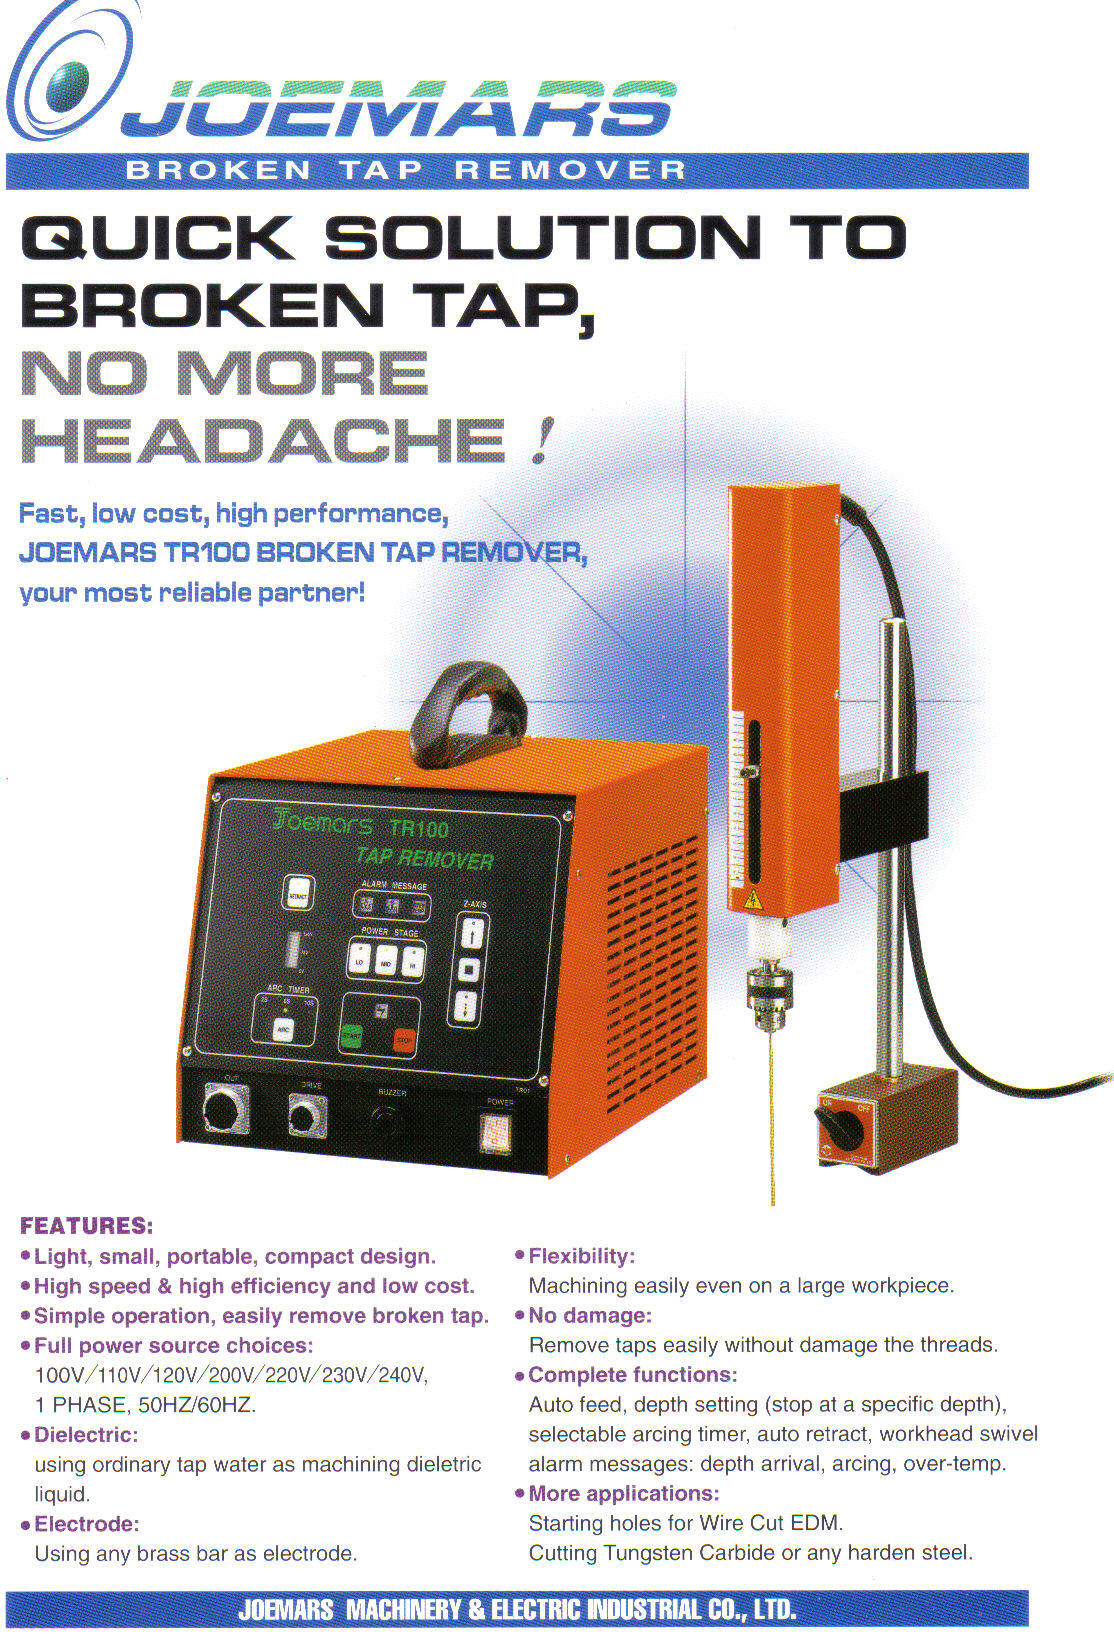 JOEMARS
BROKEN TAP REMOVER
QUICK SOLUTION TO
BROKEN TAP,
NO MORE
HEADACHE !
Fast, low cost, high performance,
JOEMARS TR100 BROKEN TAP REMOVER,
your most reliable partner!
Joemars TR100
TAP REMOVER
ALARM MESSAGE
RETRACT
Z-AXIS
POWER STAGE
LO MID HI
ARC TIMER
ARC
START
STOP
OUT
DRIVE
BUZZER
POWER
TR01
ON
OFF
FEATURES:
•Light, small, portable, compact design.
•High speed & high efficiency and low cost.
•Simple operation, easily remove broken tap.
•Full power source choices:
100V/110V/120V/200V/220V/230V/240V,
1 PHASE, 50HZ/60HZ.
•Dielectric:
using ordinary tap water as machining dieletric
liquid.
•Electrode:
Using any brass bar as electrode.
•Flexibility:
Machining easily even on a large workpiece.
•No damage:
Remove taps easily without damage the threads.
•Complete functions:
Auto feed, depth setting (stop at a specific depth),
selectable arcing timer, auto retract, workhead swivel
alarm messages: depth arrival, arcing, over-temp.
•More applications:
Starting holes for Wire Cut EDM.
Cutting Tungsten Carbide or any harden steel.
JOEMARS MACHINERY & ELECTRIC INDUSTRIAL CO., LTD.